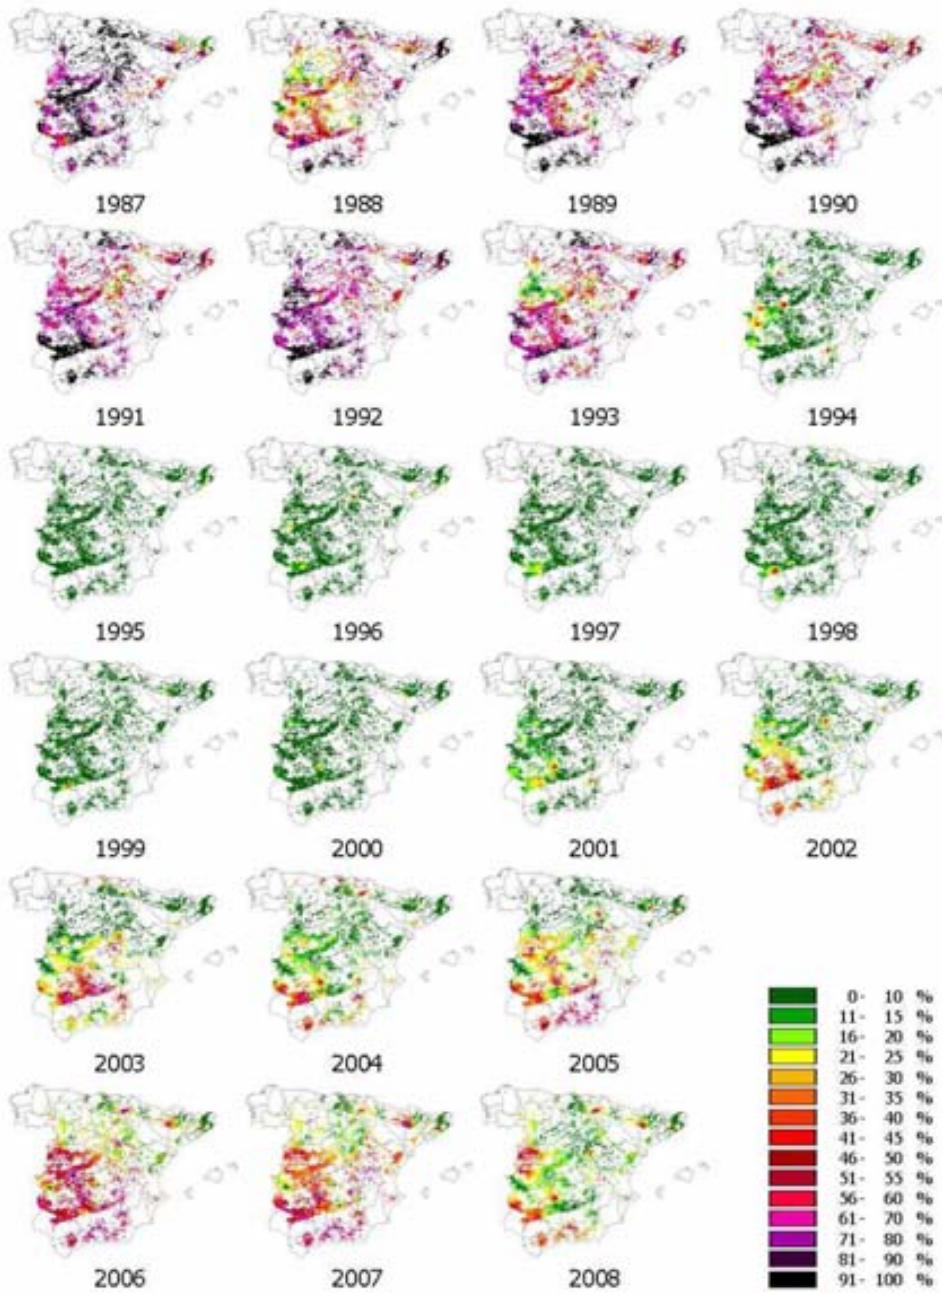 1987 1988 1989 1990
1991 1992 1993 1994
1995 1996 1997 1998
1999 2000 2001 2002
2003 2004 2005
0- 10 %
11- 15 %
16- 20 %
21- 25 %
26- 30 %
31- 35 %
36- 40 %
41- 45 %
46- 50 %
51- 55 %
56- 60 %
61- 70 %
71- 80 %
81- 90 %
91- 100 %
2006 2007 2008